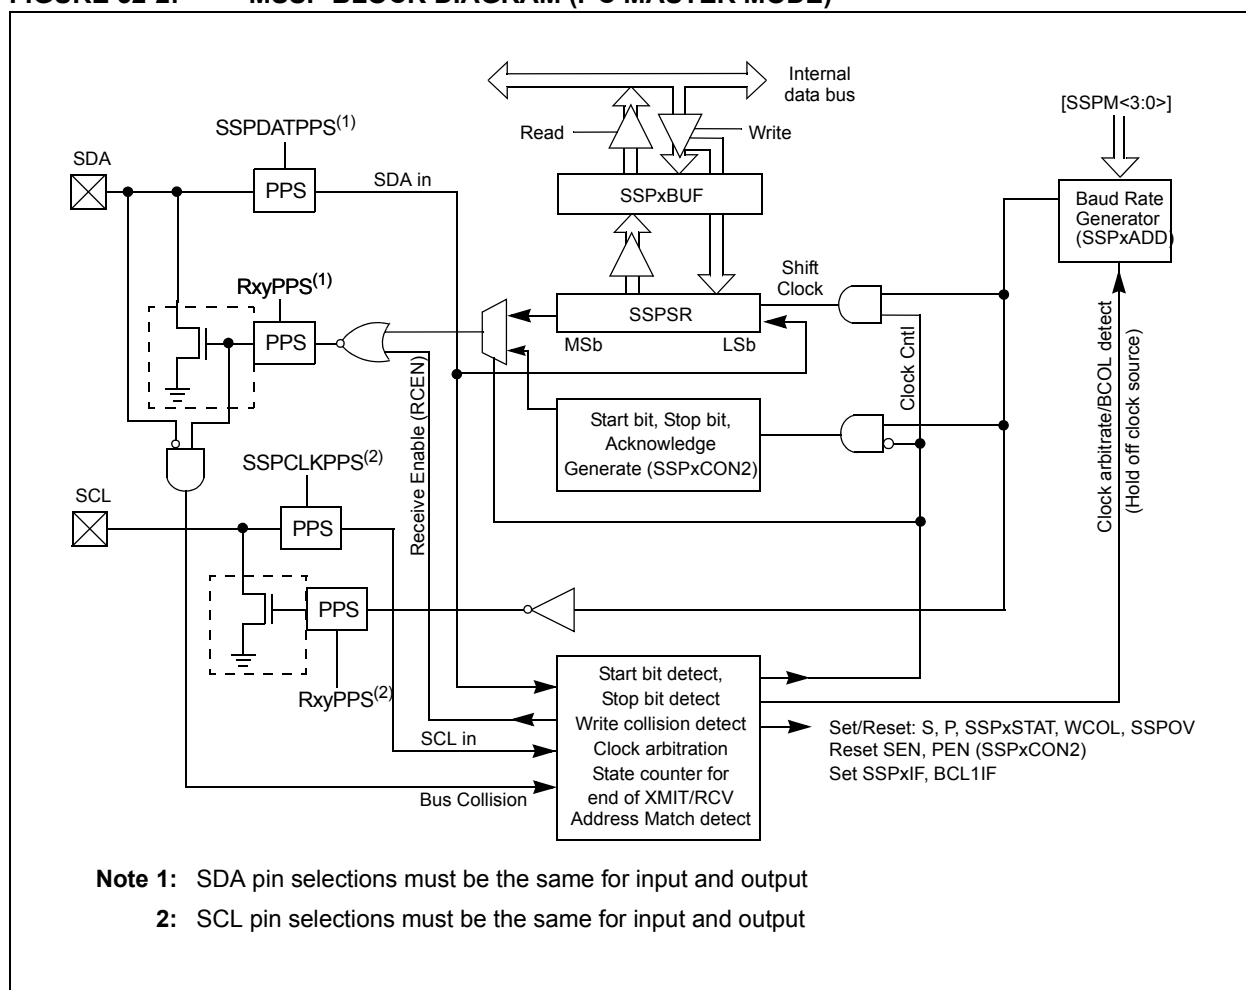 Internal
data bus
[SSPM<3:0>]
SSPDATPPS(1)
Read
Write
SDA
PPS
SDA in
SSPxBUF
Baud Rate
Generator
(SSPxADD)
RxyPPS(1)
Shift
Clock
PPS
SSPSR
MSb
LSb
Clock Cntl
Receive Enable (RCEN)
Clock arbitrate/BCOL detect
(Hold off clock source)
Start bit, Stop bit,
Acknowledge
Generate (SSPxCON2)
SSPCLKPPS(2)
SCL
PPS
PPS
RxyPPS(2)
SCL in
Bus Collision
Start bit detect,
Stop bit detect
Write collision detect
Clock arbitration
State counter for
end of XMIT/RCV
Address Match detect
Set/Reset: S, P, SSPxSTAT, WCOL, SSPOV
Reset SEN, PEN (SSPxCON2)
Set SSPxIF, BCL1IF
Note 1: SDA pin selections must be the same for input and output
2: SCL pin selections must be the same for input and output